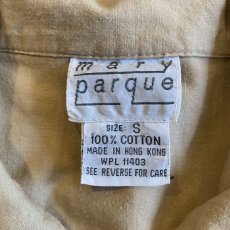 mary
parque
SIZE: S
100% COTTON
MADE IN HONG KONG
WPL 11403
SEE REVERSE FOR CARE